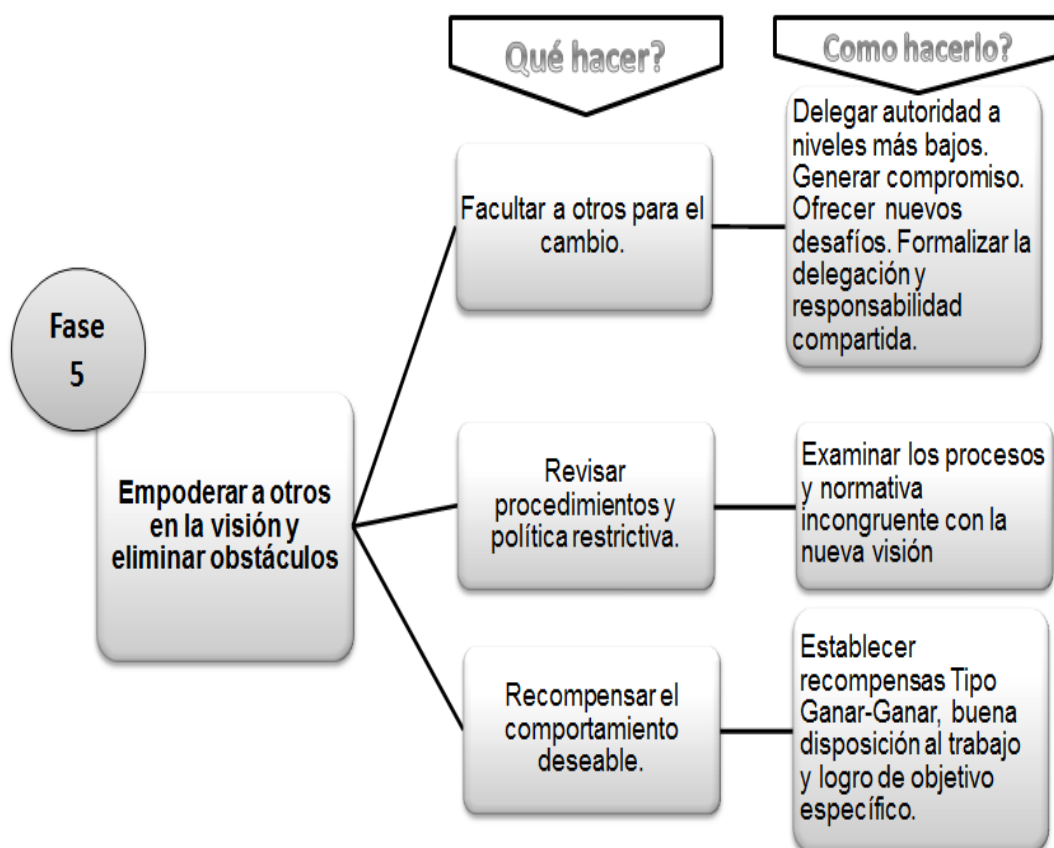 Qué hacer?
Como hacerlo?
Fase
5
Empoderar a otros
en la visión y
eliminar obstáculos
Facultar a otros para el
cambio.
Delegar autoridad a
niveles más bajos.
Generar compromiso.
Ofrecer nuevos
desafíos. Formalizar la
delegación y
responsabilidad
compartida.
Revisar
procedimientos y
política restrictiva.
Examinar los procesos
y normativa
incongruente con la
nueva visión
Recompensar el
comportamiento
deseable.
Establecer
recompensas Tipo
Ganar-Ganar, buena
disposición al trabajo
y logro de objetivo
específico.